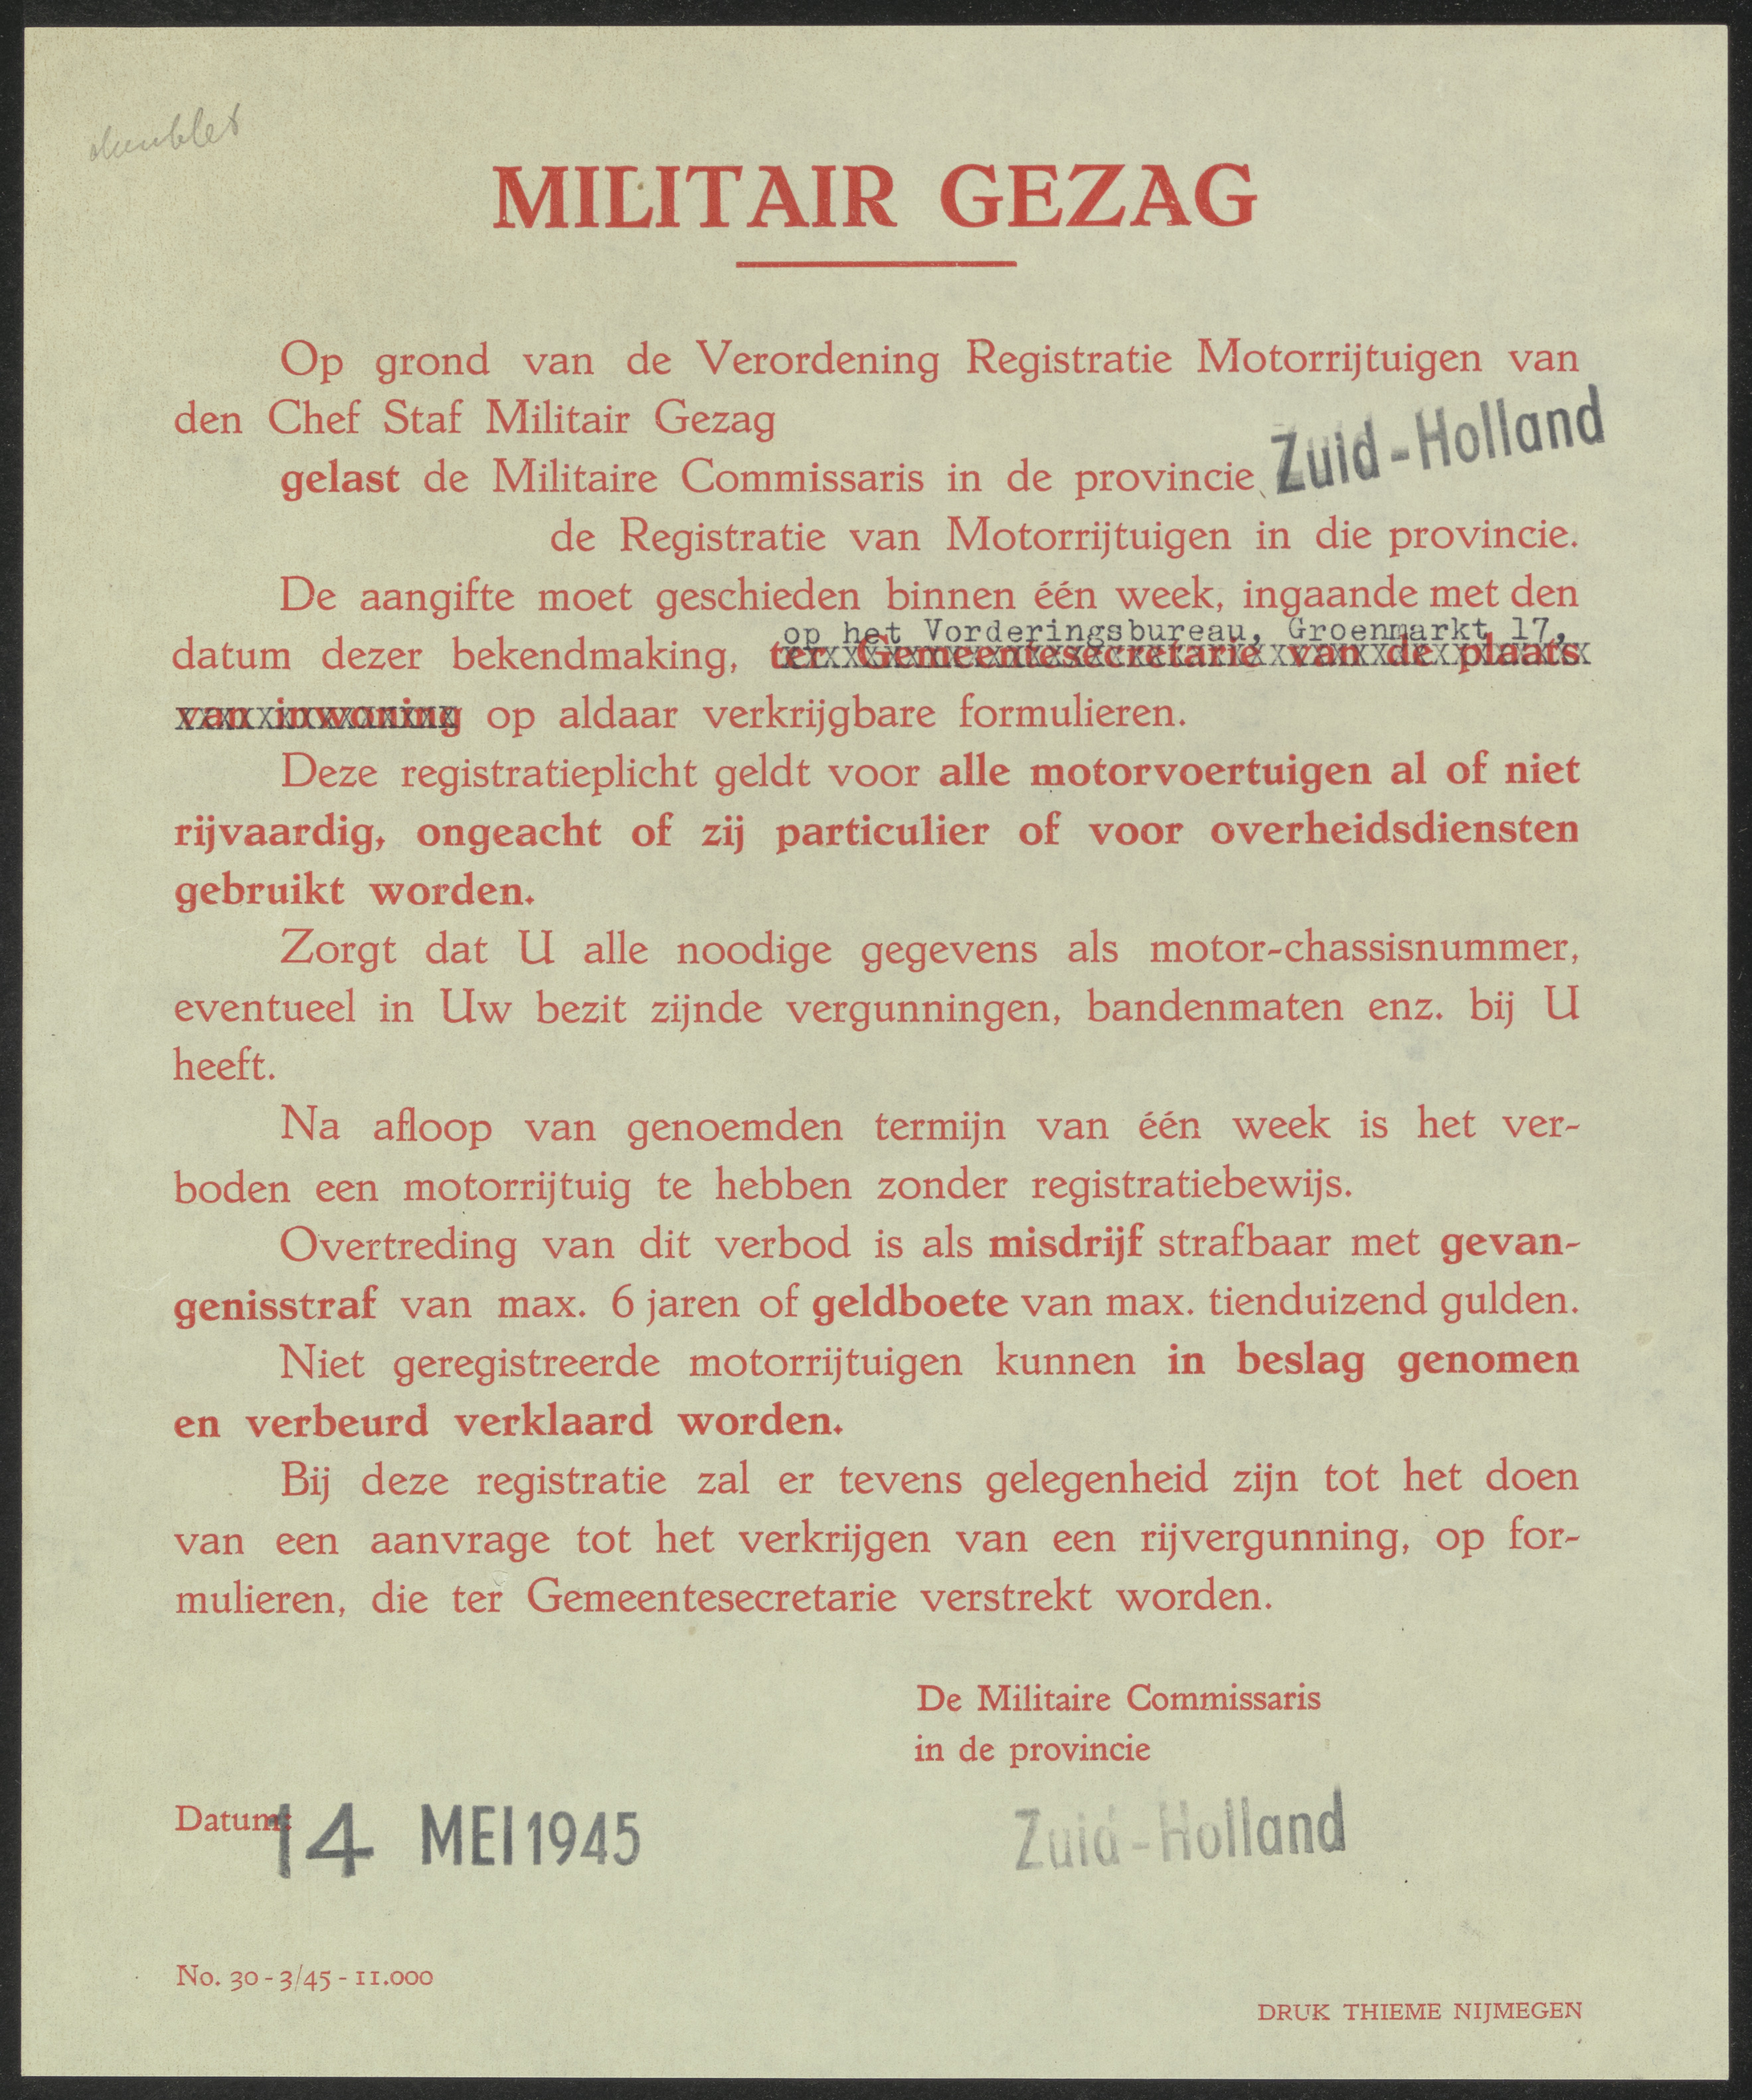 doublet
MILITAIR GEZAG
Op grond van de Verordening Registratie Motorrijtuigen van
den Chef Staf Militair Gezag
gelast de Militaire Commissaris in de provincie Zuid-Holland
de Registratie van Motorrijtuigen in die provincie.
De aangifte moet geschieden binnen één week, ingaande met den
op het Vorderingsbureau, Groenmarkt 17,
datum dezer bekendmaking, ter Gemeentesecretarie van de plaats
van inwoning op aldaar verkrijgbare formulieren.
Deze registratieplicht geldt voor alle motorvoertuigen al of niet
rijvaardig, ongeacht of zij particulier of voor overheidsdiensten
gebruikt worden.
Zorgt dat U alle noodige gegevens als motor-chassisnummer,
eventueel in Uw bezit zijnde vergunningen, bandenmaten enz. bij U
heeft.
Na afloop van genoemden termijn van één week is het ver-
boden een motorrijtuig te hebben zonder registratiebewijs.
Overtreding van dit verbod is als misdrijf strafbaar met gevan-
genisstraf van max. 6 jaren of geldboete van max. tienduizend gulden.
Niet geregistreerde motorrijtuigen kunnen in beslag genomen
en verbeurd verklaard worden.
Bij deze registratie zal er tevens gelegenheid zijn tot het doen
van een aanvrage tot het verkrijgen van een rijvergunning, op for-
mulieren, die ter Gemeentesecretarie verstrekt worden.
De Militaire Commissaris
in de provincie
Zuid-Holland
Datum: 14 MEI 1945
No. 30 - 3/45 - 11.000
DRUK THIEME NIJMEGEN